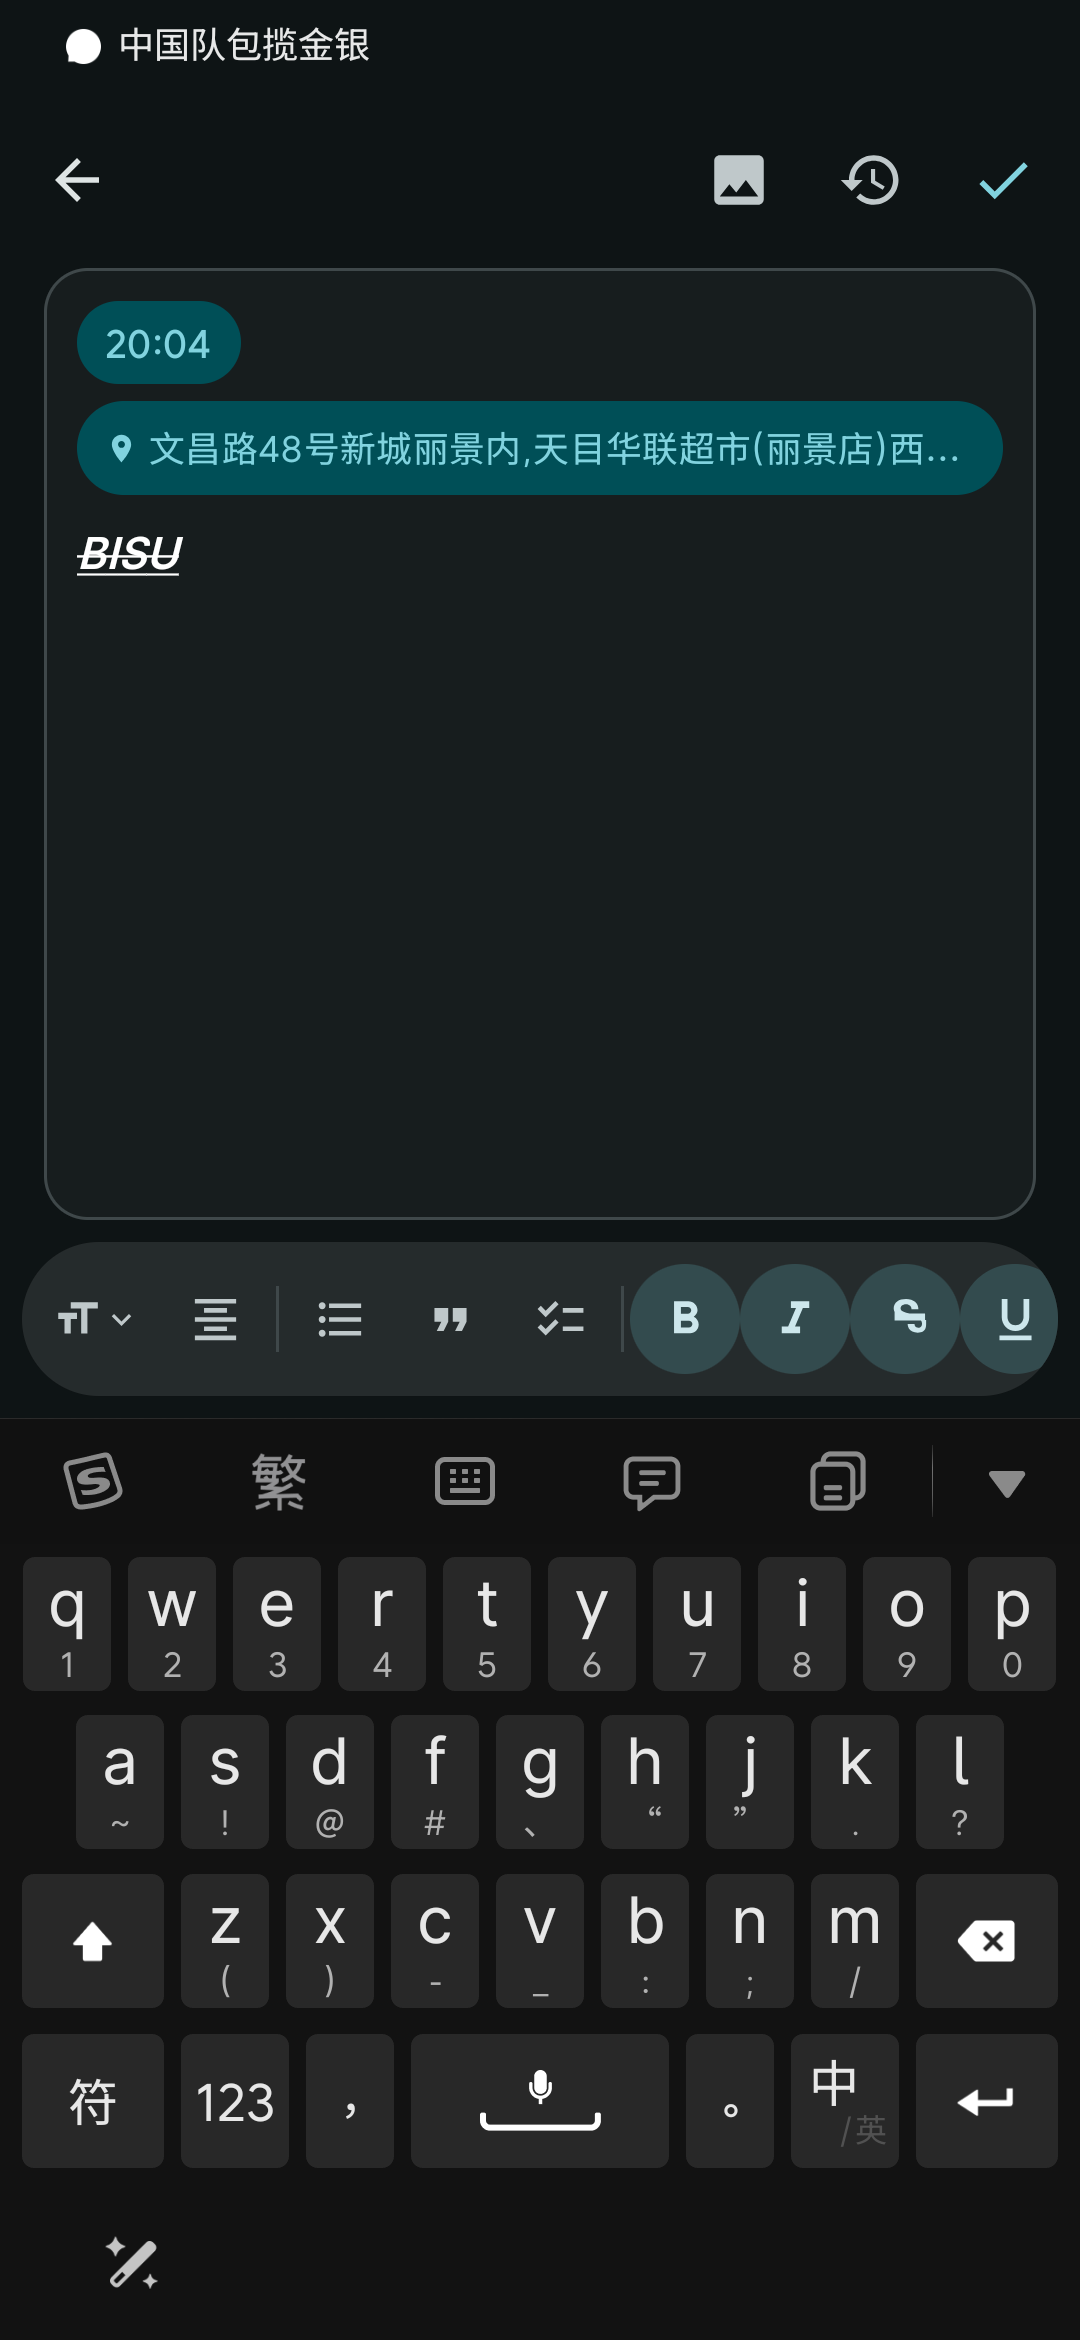 中国队包揽金银
20:04
文昌路48号新城丽景内,天目华联超市(丽景店)西...
BISU
B I S U
繁
q w e r t y u i o p
1 2 3 4 5 6 7 8 9 0
a s d f g h j k l
~ ! @ # 、 “ ” . ?
z x c v b n m
( ) - _ : ; /
符 123 , 。 中/英